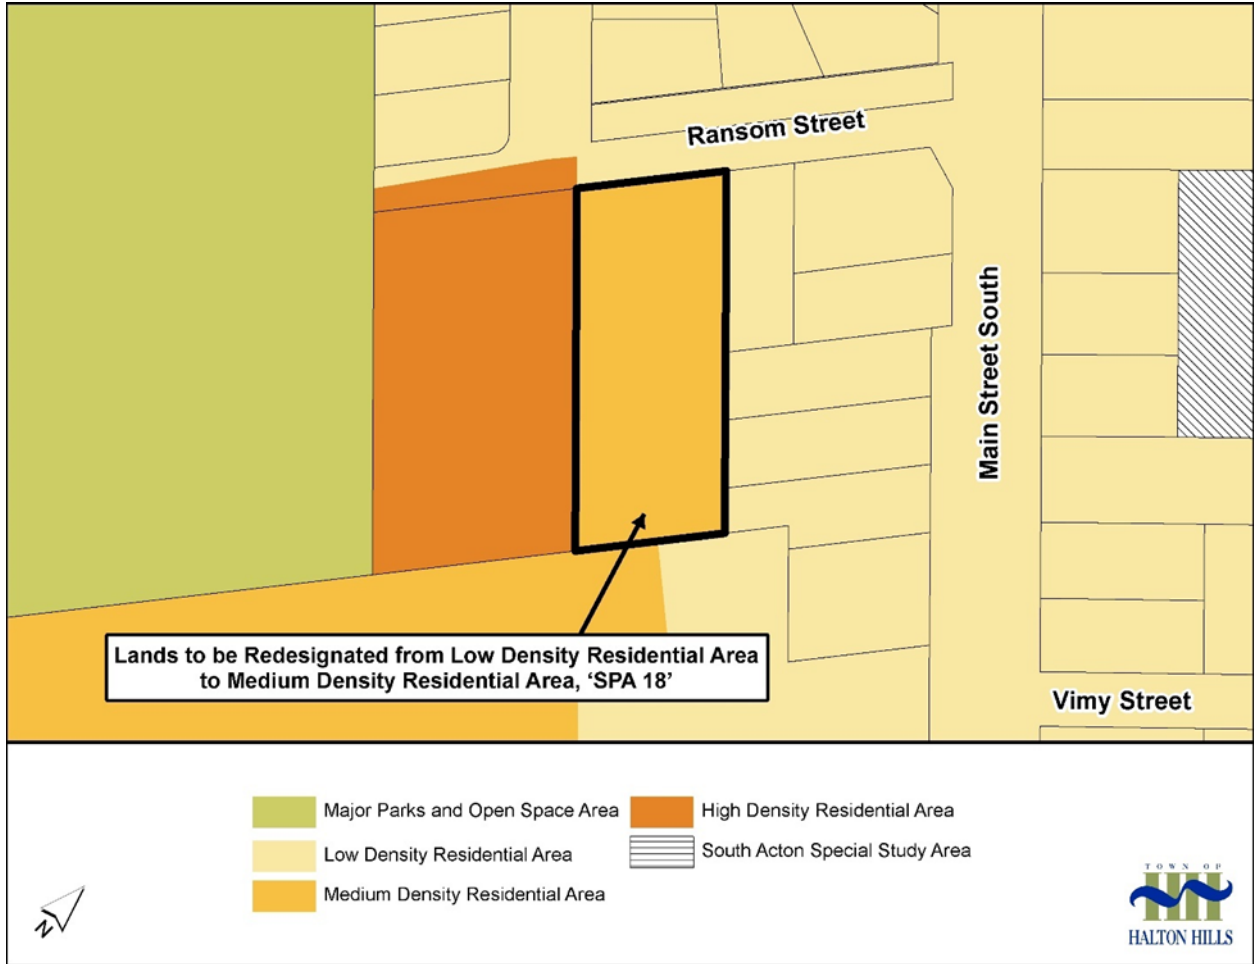 Ransom Street
Main Street South
Lands to be Redesignated from Low Density Residential Area
to Medium Density Residential Area, ‘SPA 18’
Vimy Street
Major Parks and Open Space Area
Low Density Residential Area
Medium Density Residential Area
High Density Residential Area
South Acton Special Study Area
N
TOWN OF
HALTON HILLS